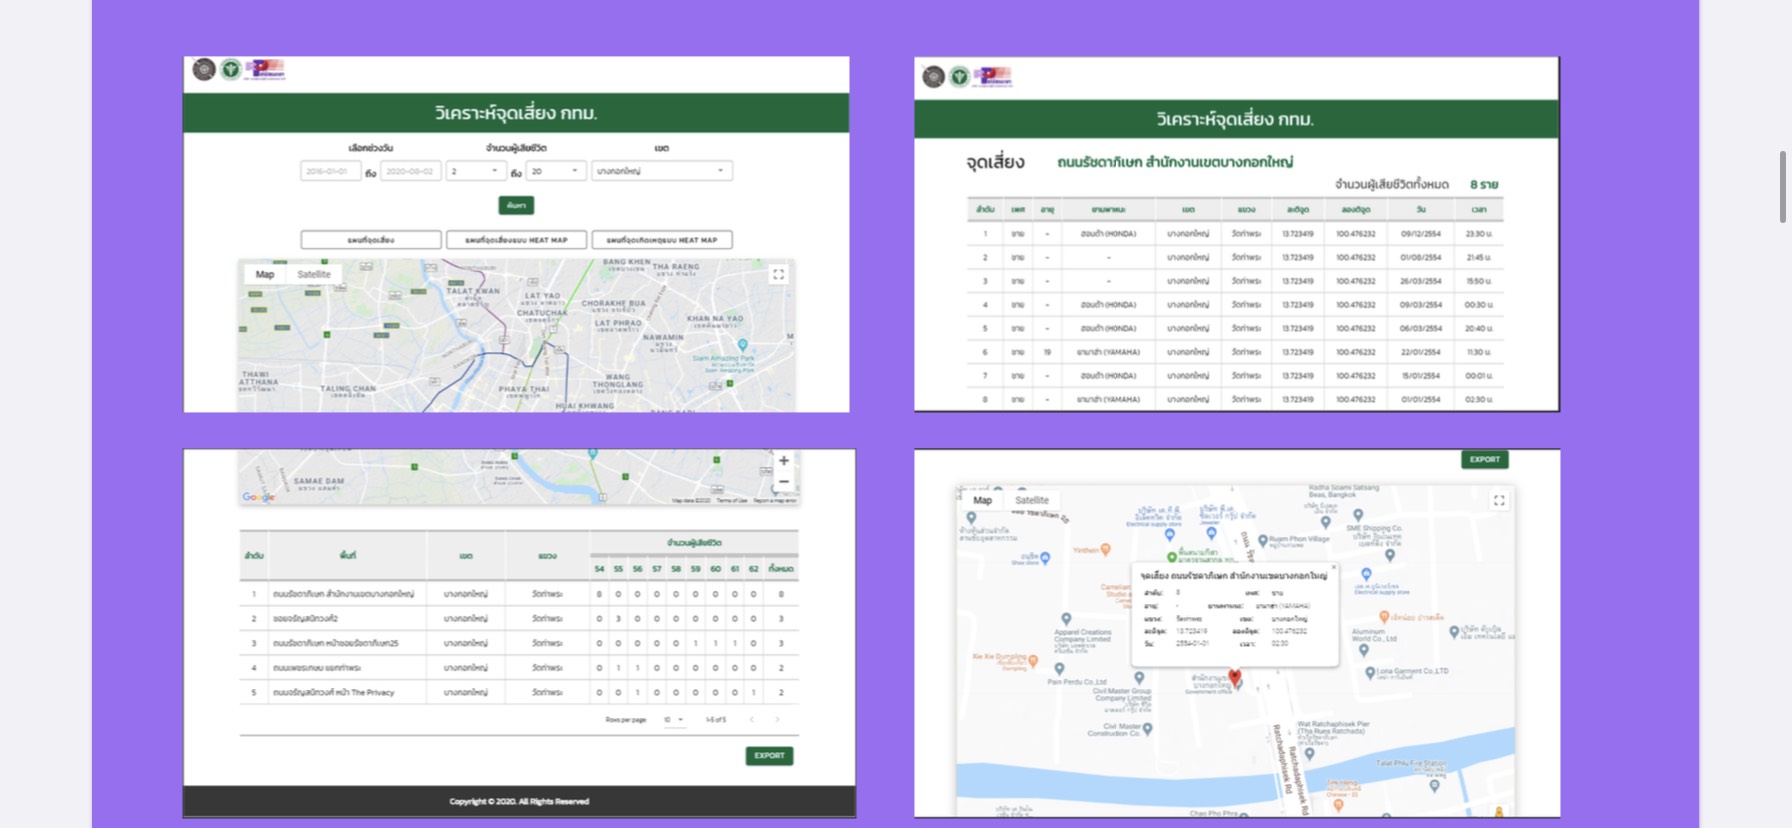 วิเคราะห์จุดเสี่ยง กทม.
เลือกช่วงวัน จำนวนผู้เสียชีวิต เขต
2016-01-01 ถึง 2020-08-02 2 ถึง 20 บางกอกใหญ่
ค้นหา
แผนที่จุดเสี่ยง แผนที่จุดเสี่ยงแบบ HEAT MAP แผนที่จุดเกิดเหตุแบบ HEAT MAP
Map Satellite
BANG KHEN
THA RAENG
TALAT KWAN
LAT YAO
CHORAKHE BUA
CHATUCHAK
LAT PHRAO
KHAN NA YAO
NAWAMIN
Siam Amazing Park
THAWI
ATTHANA
TALING CHAN
PHAYA THAI
WANG
THONGLANG
HUAI KHWANG
วิเคราะห์จุดเสี่ยง กทม.
จุดเสี่ยง ถนนรัชดาภิเษก สำนักงานเขตบางกอกใหญ่
จำนวนผู้เสียชีวิตทั้งหมด 8 ราย
ลำดับ เพศ อายุ ยานพาหนะ เขต แขวง ละติจูด ลองติจูด วัน เวลา
1 ชาย - ฮอนด้า (HONDA) บางกอกใหญ่ วัดท่าพระ 13.723419 100.476232 09/12/2554 23:30 น.
2 ชาย - - บางกอกใหญ่ วัดท่าพระ 13.723419 100.476232 01/08/2554 21:45 น.
3 ชาย - - บางกอกใหญ่ วัดท่าพระ 13.723419 100.476232 26/03/2554 15:50 น.
4 ชาย - ฮอนด้า (HONDA) บางกอกใหญ่ วัดท่าพระ 13.723419 100.476232 09/03/2554 00:30 น.
5 ชาย - ฮอนด้า (HONDA) บางกอกใหญ่ วัดท่าพระ 13.723419 100.476232 06/03/2554 20:40 น.
6 ชาย 19 ยามาฮ่า (YAMAHA) บางกอกใหญ่ วัดท่าพระ 13.723419 100.476232 22/01/2554 11:30 น.
7 ชาย - ฮอนด้า (HONDA) บางกอกใหญ่ วัดท่าพระ 13.723419 100.476232 15/01/2554 00:01 น.
8 ชาย - ยามาฮ่า (YAMAHA) บางกอกใหญ่ วัดท่าพระ 13.723419 100.476232 01/01/2554 02:30 น.
SAMAE DAM
Google
Map data ©2020 Terms of Use Report a map error
จำนวนผู้เสียชีวิต
ลำดับ พื้นที่ เขต แขวง 54 55 56 57 58 59 60 61 62 ทั้งหมด
1 ถนนรัชดาภิเษก สำนักงานเขตบางกอกใหญ่ บางกอกใหญ่ วัดท่าพระ 8 0 0 0 0 0 0 0 0 8
2 ซอยจรัญสนิทวงศ์2 บางกอกใหญ่ วัดท่าพระ 0 3 0 0 0 0 0 0 0 3
3 ถนนรัชดาภิเษก หน้าซอยรัชดาภิเษก25 บางกอกใหญ่ วัดท่าพระ 0 0 0 0 0 1 1 1 0 3
4 ถนนเพชรเกษม แยกท่าพระ บางกอกใหญ่ วัดท่าพระ 0 1 1 0 0 0 0 0 0 2
5 ถนนจรัญสนิทวงศ์ หน้า The Privacy บางกอกใหญ่ วัดท่าพระ 0 0 1 0 0 0 0 0 1 2
Rows per page 10 1-5 of 5
EXPORT
Copyright © 2020. All Rights Reserved
EXPORT
Map Satellite
Radha Soami Satsang
Beas, Bangkok
Electrical supply store
Jeweler
SME Shipping Co.
Yinthein
Ruam Phon Village
Shoe store
Electrical supply store
จุดเสี่ยง ถนนรัชดาภิเษก สำนักงานเขตบางกอกใหญ่
ลำดับ: 8 เพศ: ชาย
อายุ: - ยานพาหนะ: ยามาฮ่า (YAMAHA)
แขวง: วัดท่าพระ เขต: บางกอกใหญ่
ละติจูด: 13.723419 ลองติจูด: 100.476232
วัน: 2554-01-01 เวลา: 02:30
Apparel Creations
Company Limited
Aluminum
World Co., Ltd
Xie Xie Dumpling
Dumpling
Pain Perdu Co.,Ltd
Lona Garment Co.,LTD
สำนักงานเขต
บางกอกใหญ่
Government office
Civil Master Group
Company Limited
Civil Master
Construction Co.
Wat Ratchaphisek Pier
(Tha Ruea Ratchada)
Ratchadaphisek Rd
Ratchadaphisek Rd
Talat Phlu Fire Station
Chao Pho Phra